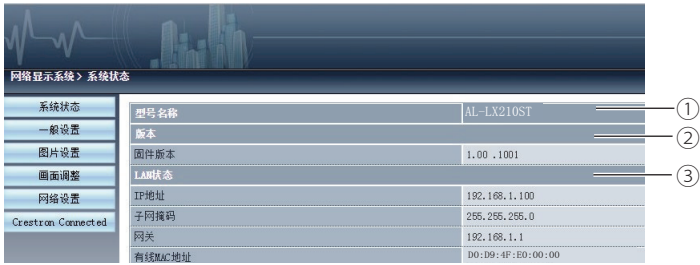 网络显示系统> 系统状态
系统状态
一般设置
图片设置
画面调整
网络设置
Crestron Connected
型号名称 AL-LX210ST ①
版本 ②
固件版本 1.00 .1001
LAN状态 ③
IP地址 192.168.1.100
子网掩码 255.255.255.0
网关 192.168.1.1
有线MAC地址 D0:D9:4F:E0:00:00